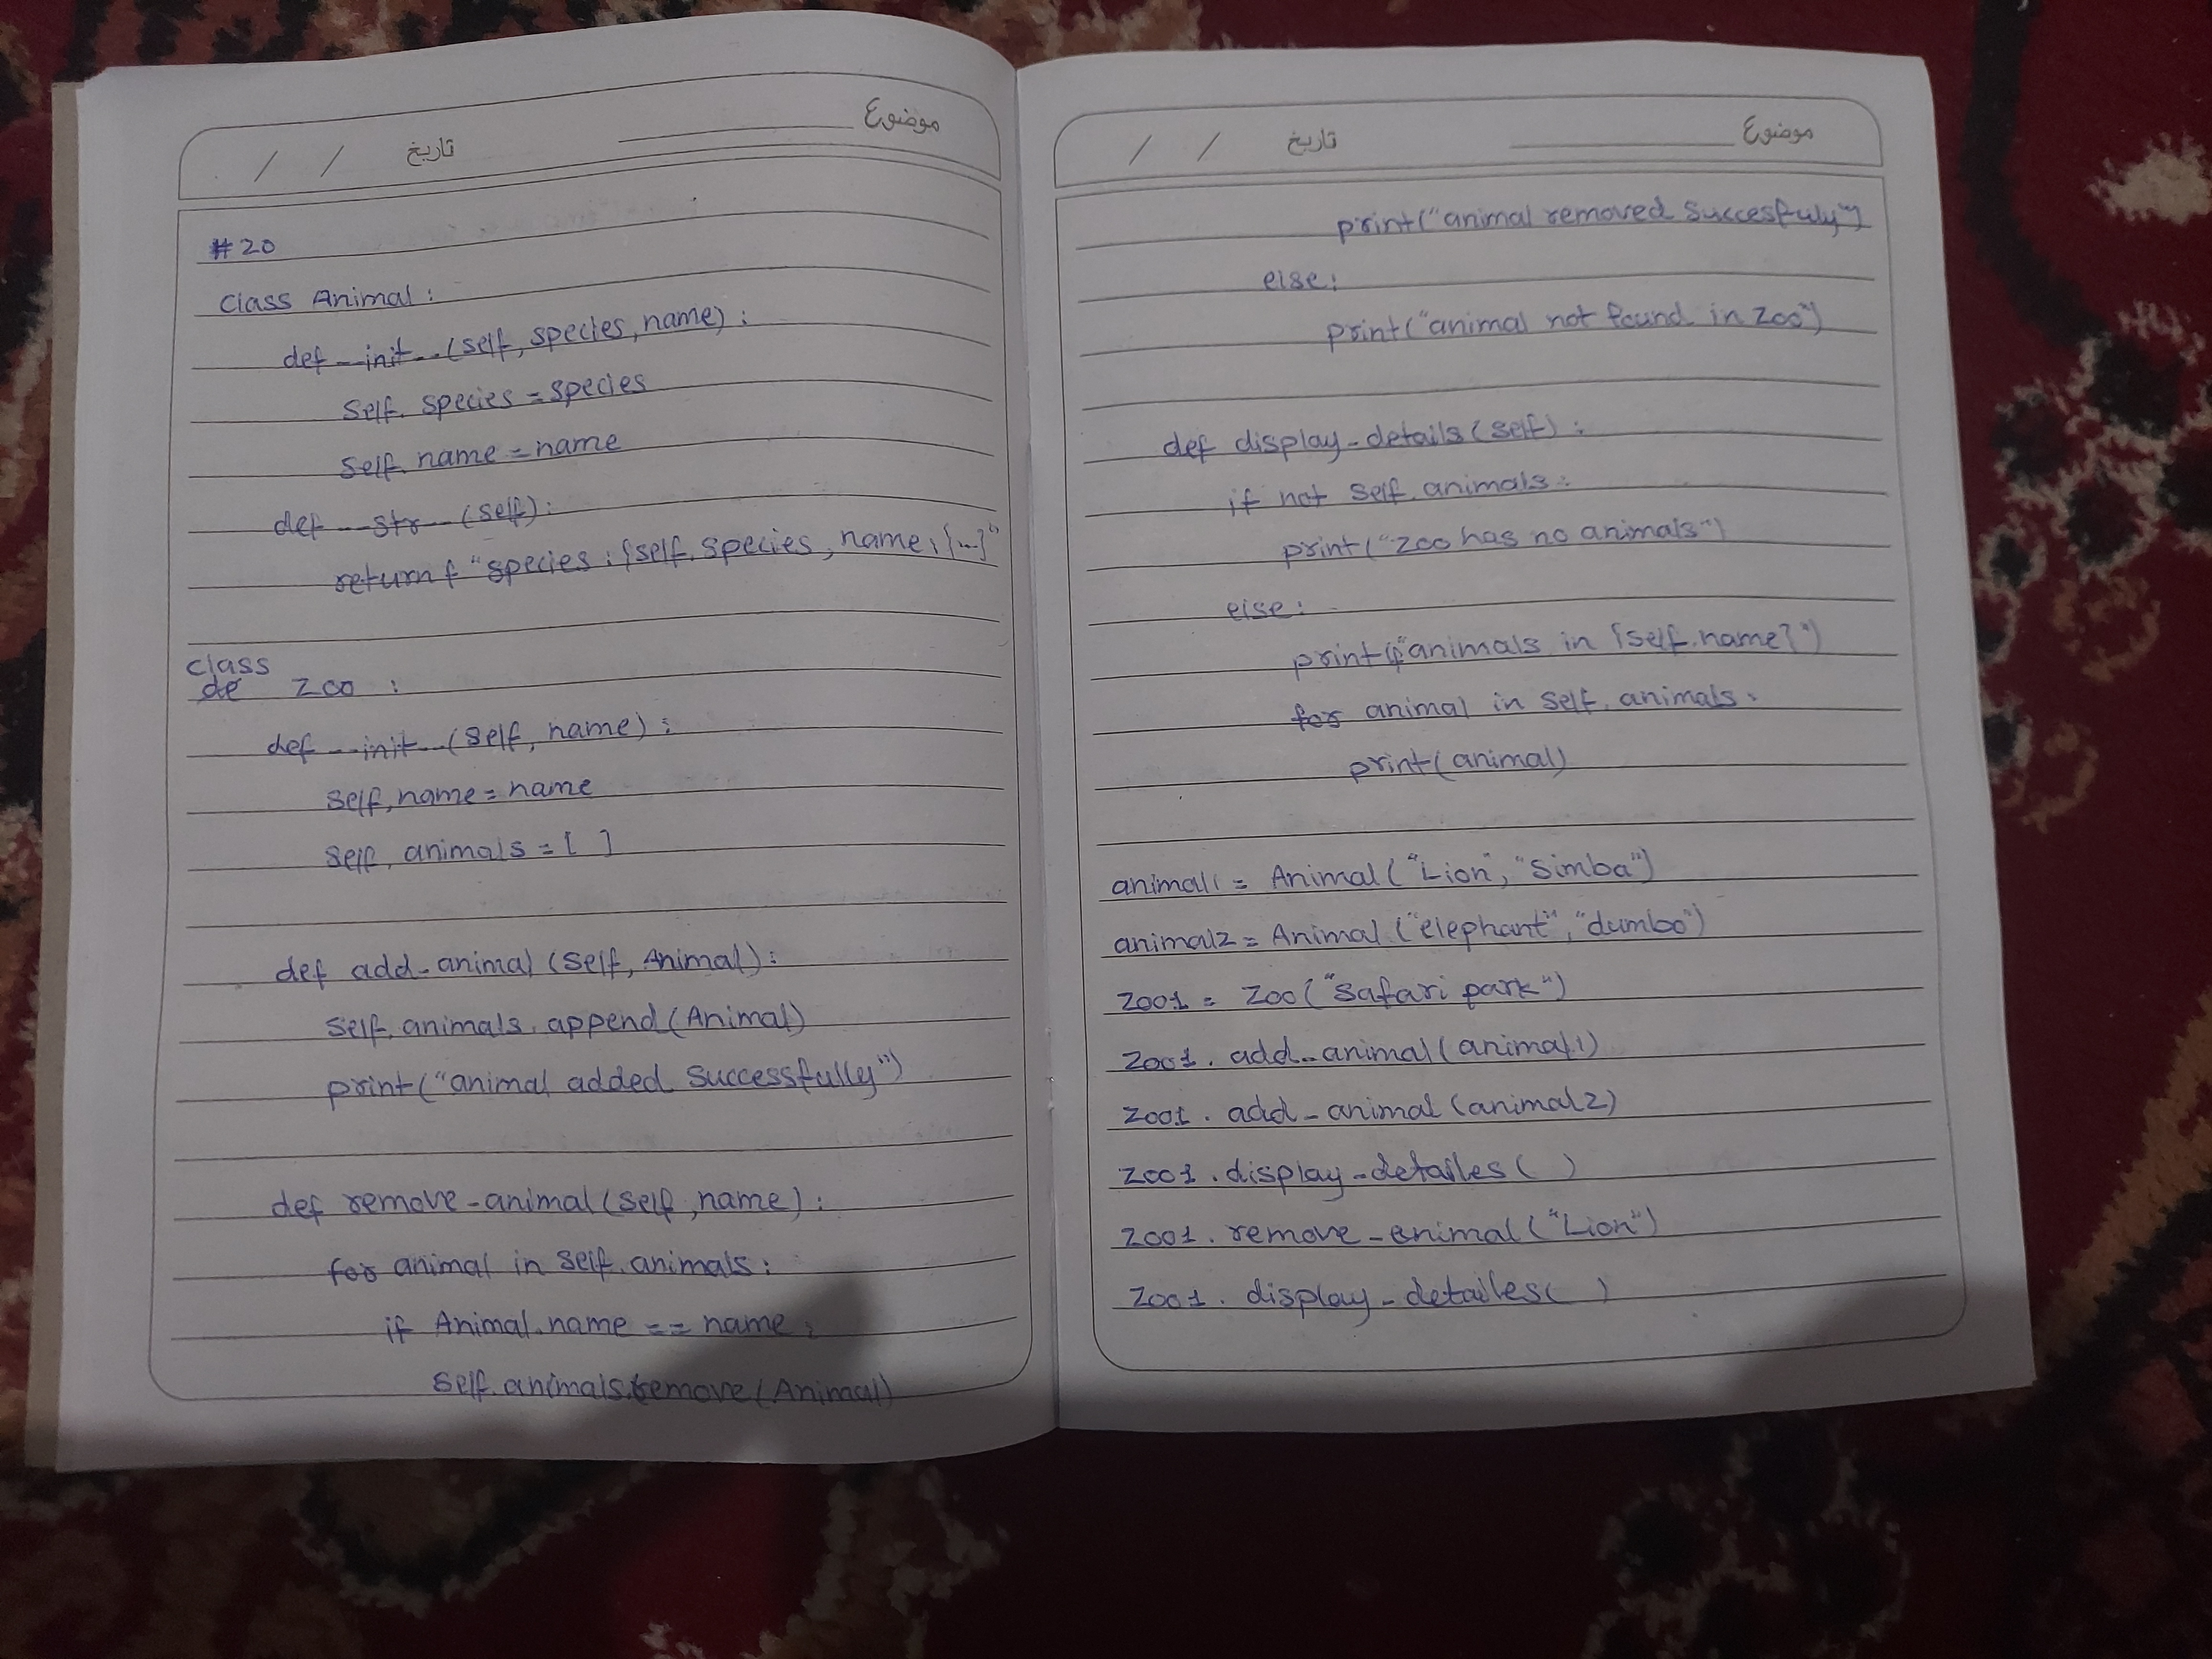 / / تاريخ
موضوع
#20
class Animal:
def __init__(self, species, name):
self. species = species
self. name = name
def __str__(self):
return f"species:{self.species, name:{...}"
class
de Zoo :
def __init__(self, name):
self.name = name
self.animals = [ ]
def add_animal (self, Animal):
self. animals. append(Animal)
print("animal added successfully")
def remove_animal (self, name):
for animal in self. animals:
if Animal.name == name:
self.animals.remove(Animal)
/ / تاريخ
موضوع
print("animal removed succesfuly")
else:
print("animal not found in zoo")
def display_details (self) :
if not self. animals:
print("zoo has no animals")
else:
print(f"animals in {self.name}")
for animal in self. animals:
print(animal)
animal1 = Animal("Lion", "simba")
animal2 = Animal ("elephant", "dumbo")
zoo1 = Zoo("safari park")
zoo1. add_animal (animal1)
zoo1. add_animal (animal2)
zoo1. display_detailes ( )
zoo1. remove_animal ("Lion")
zoo1. display_detailes( )